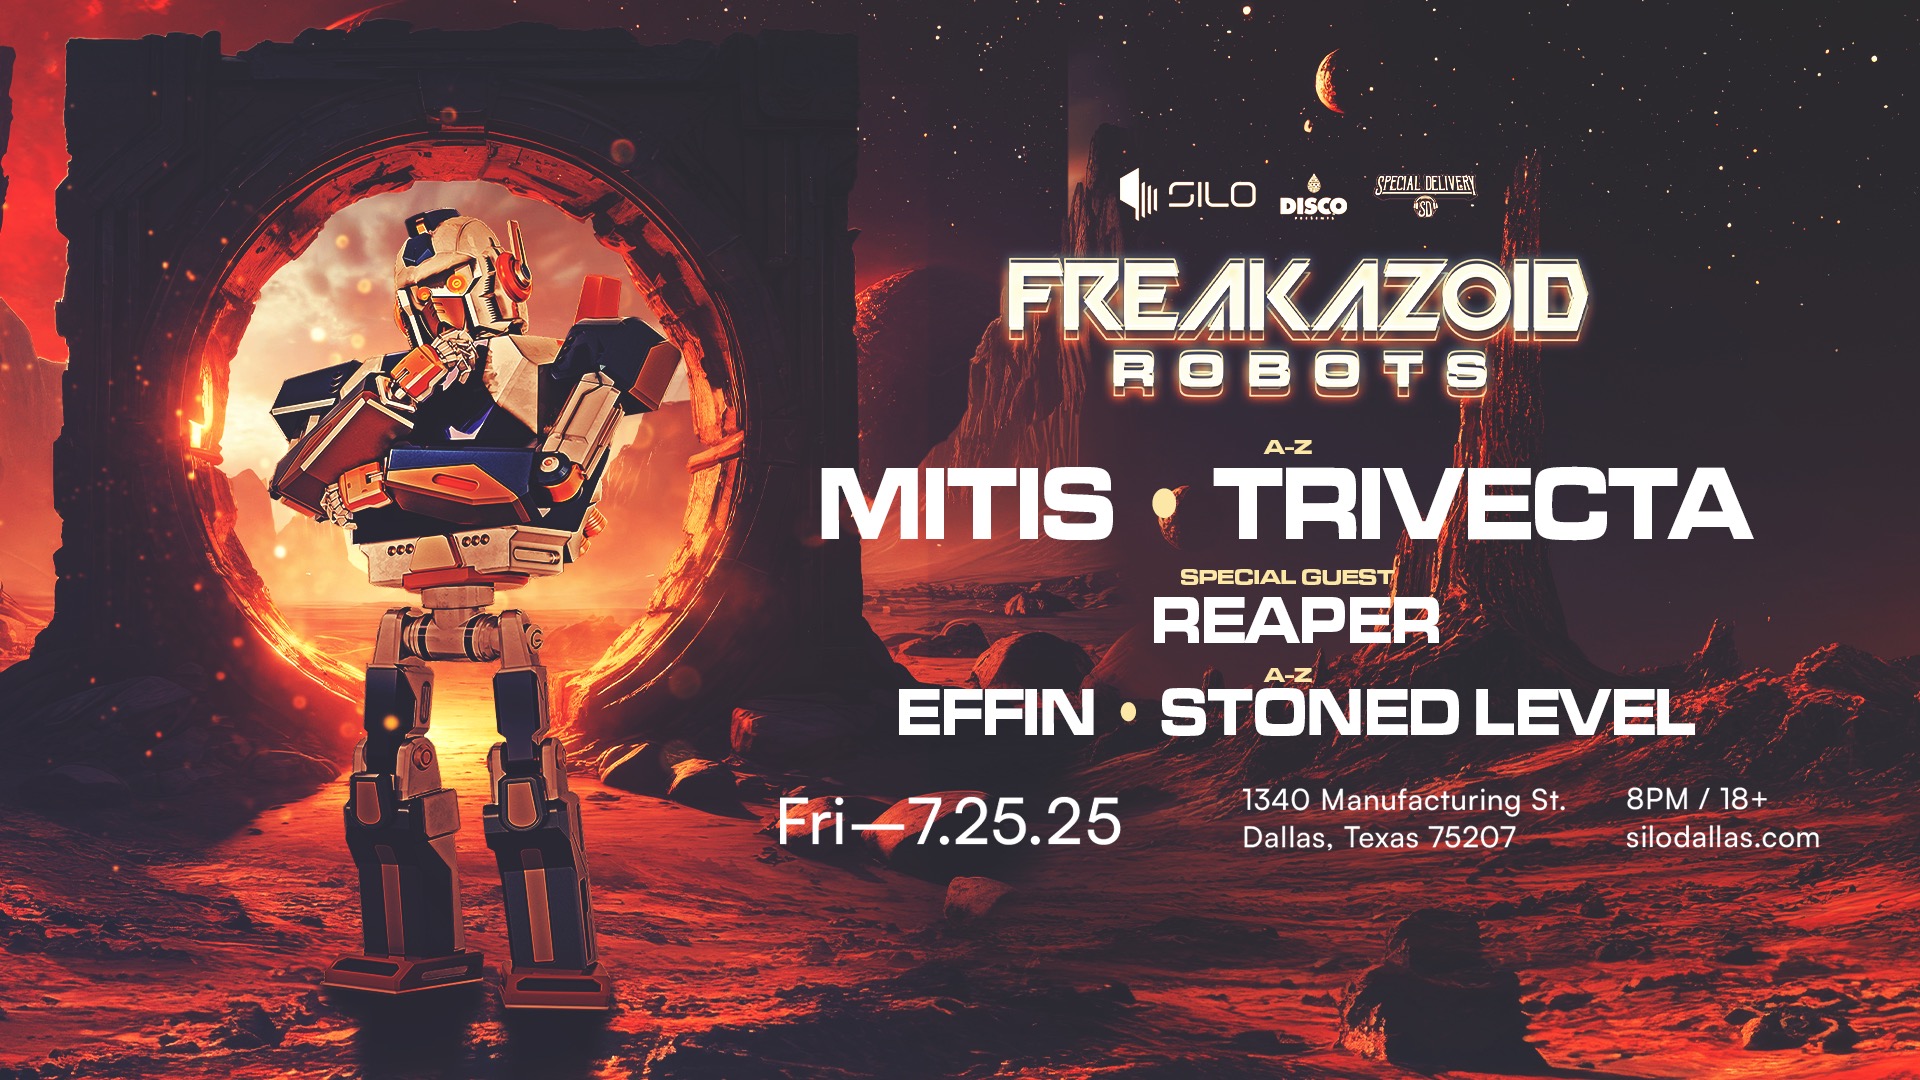 SILO DISCO PRESENTS SPECIAL DELIVERY SD
FREAKAZOID
ROBOTS
A-Z
MITIS • TRIVECTA
SPECIAL GUEST
REAPER
A-Z
EFFIN • STONED LEVEL
Fri—7.25.25
1340 Manufacturing St.
Dallas, Texas 75207
8PM / 18+
silodallas.com